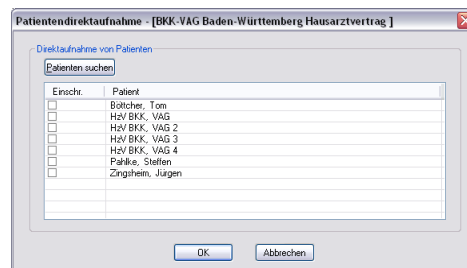 Patientendirektaufnahme - [BKK-VAG Baden-Württemberg Hausarztvertrag ]
Direktaufnahme von Patienten
Patienten suchen
Einschr. Patient
Böttcher, Tom
HzV BKK, VAG
HzV BKK, VAG 2
HzV BKK, VAG 3
HzV BKK, VAG 4
Pahlke, Steffen
Zingsheim, Jürgen
OK Abbrechen